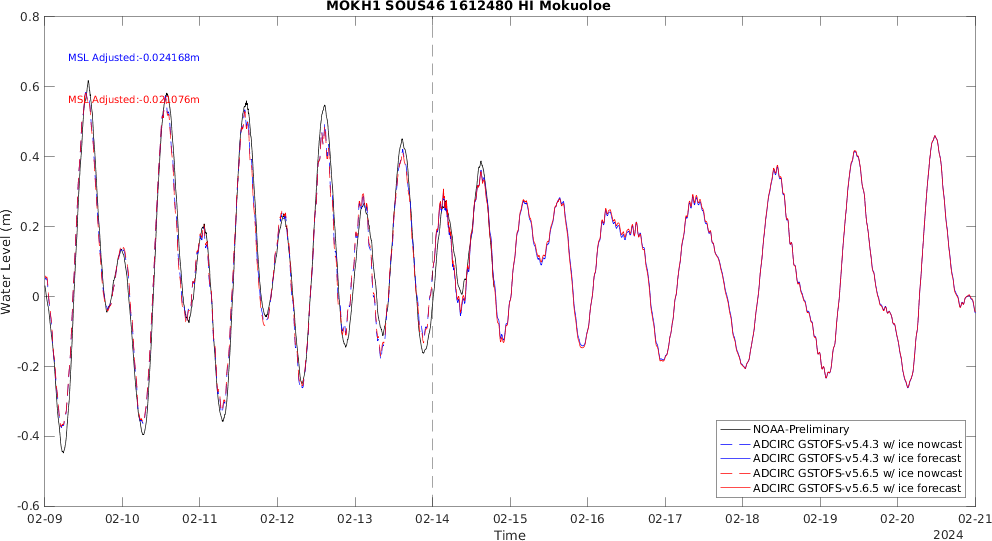 MOKH1 SOUS46 1612480 HI Mokuoloe
MSL Adjusted:-0.024168m
Water Level (m)
0.8
0.6
0.4
0.2
0
-0.2
-0.4
-0.6
NOAA-Preliminary
ADCIRC GSTOFS-v5.4.3 w/ ice nowcast
ADCIRC GSTOFS-v5.4.3 w/ ice forecast
ADCIRC GSTOFS-v5.6.5 w/ ice nowcast
ADCIRC GSTOFS-v5.6.5 w/ ice forecast
02-09 02-10 02-11 02-12 02-13 02-14 02-15 02-16 02-17 02-18 02-19 02-20 02-21
Time
2024